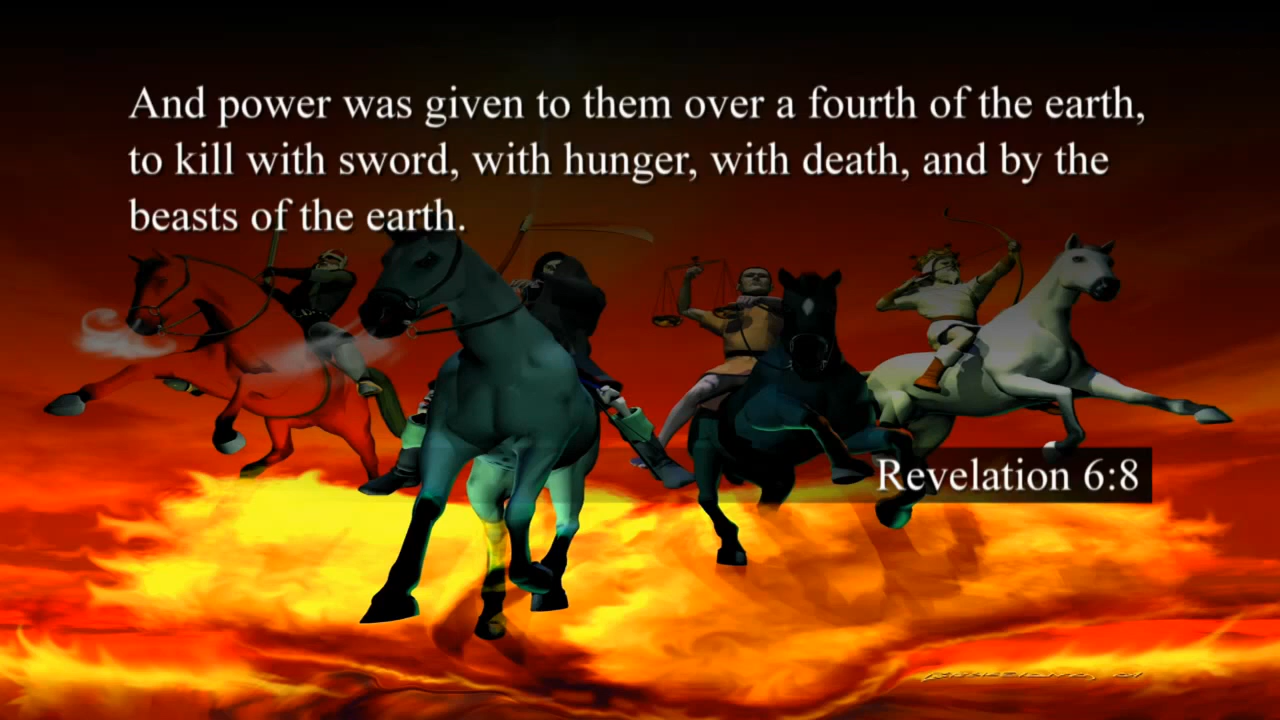 And power was given to them over a fourth of the earth,
to kill with sword, with hunger, with death, and by the
beasts of the earth.
Revelation 6:8